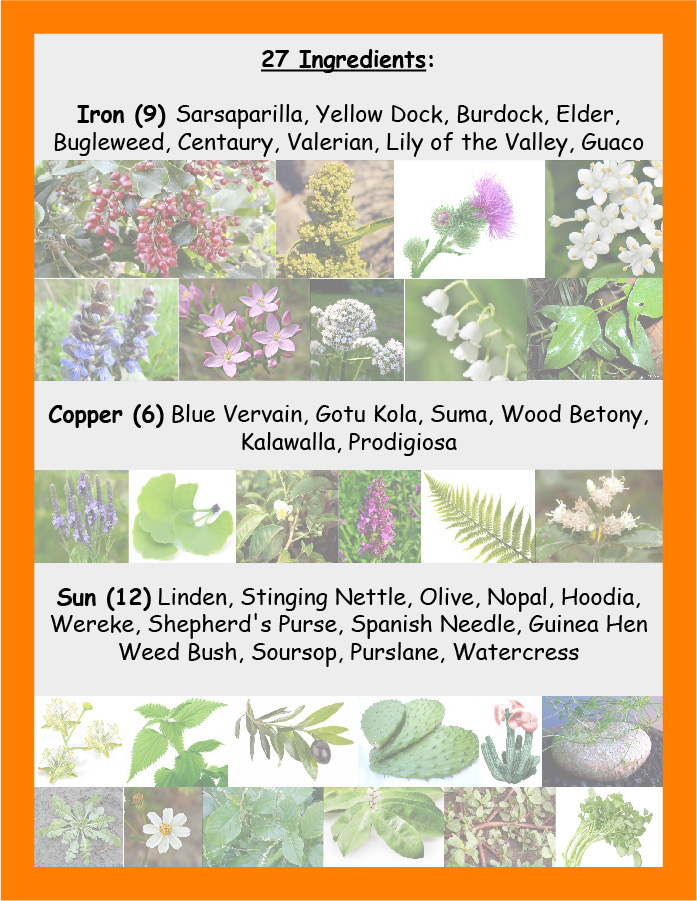 27 Ingredients:
Iron (9) Sarsaparilla, Yellow Dock, Burdock, Elder,
Bugleweed, Centaury, Valerian, Lily of the Valley, Guaco
Copper (6) Blue Vervain, Gotu Kola, Suma, Wood Betony,
Kalawalla, Prodigiosa
Sun (12) Linden, Stinging Nettle, Olive, Nopal, Hoodia,
Wereke, Shepherd's Purse, Spanish Needle, Guinea Hen
Weed Bush, Soursop, Purslane, Watercress